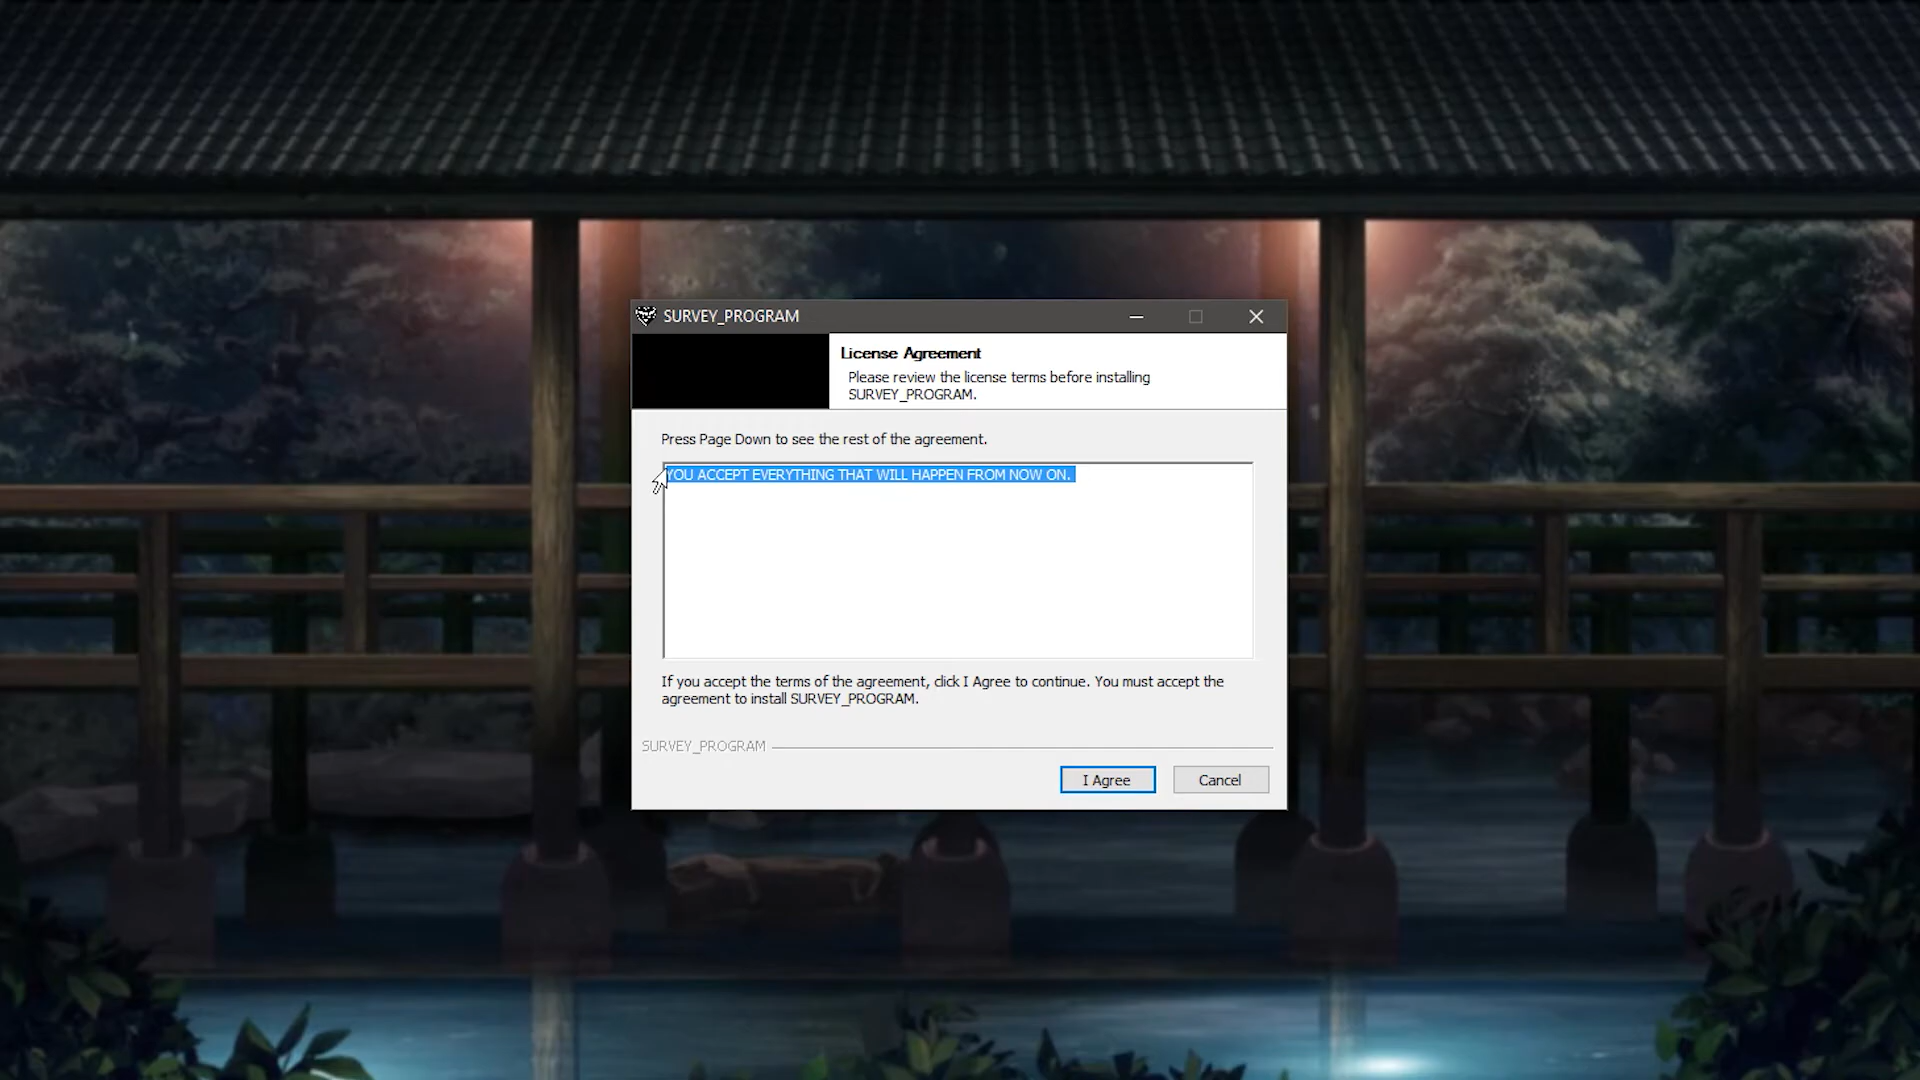 SURVEY_PROGRAM
License Agreement
Please review the license terms before installing
SURVEY_PROGRAM.
Press Page Down to see the rest of the agreement.
YOU ACCEPT EVERYTHING THAT WILL HAPPEN FROM NOW ON.
If you accept the terms of the agreement, click I Agree to continue. You must accept the
agreement to install SURVEY_PROGRAM.
SURVEY_PROGRAM
I Agree
Cancel